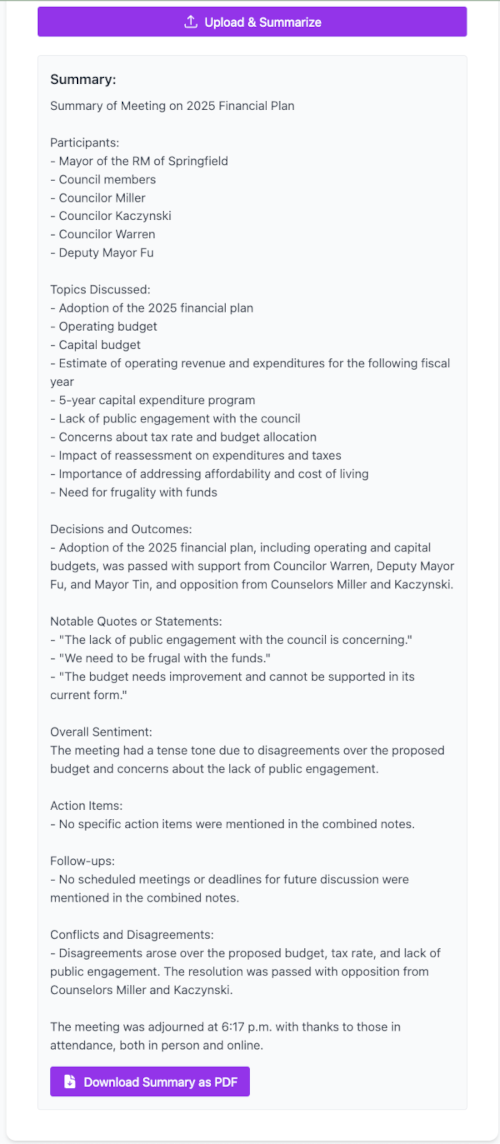 Upload & Summarize
Summary:
Summary of Meeting on 2025 Financial Plan
Participants:
- Mayor of the RM of Springfield
- Council members
- Councilor Miller
- Councilor Kaczynski
- Councilor Warren
- Deputy Mayor Fu
Topics Discussed:
- Adoption of the 2025 financial plan
- Operating budget
- Capital budget
- Estimate of operating revenue and expenditures for the following fiscal
year
- 5-year capital expenditure program
- Lack of public engagement with the council
- Concerns about tax rate and budget allocation
- Impact of reassessment on expenditures and taxes
- Importance of addressing affordability and cost of living
- Need for frugality with funds
Decisions and Outcomes:
- Adoption of the 2025 financial plan, including operating and capital
budgets, was passed with support from Councilor Warren, Deputy Mayor
Fu, and Mayor Tin, and opposition from Counselors Miller and Kaczynski.
Notable Quotes or Statements:
- "The lack of public engagement with the council is concerning."
- "We need to be frugal with the funds."
- "The budget needs improvement and cannot be supported in its
current form."
Overall Sentiment:
The meeting had a tense tone due to disagreements over the proposed
budget and concerns about the lack of public engagement.
Action Items:
- No specific action items were mentioned in the combined notes.
Follow-ups:
- No scheduled meetings or deadlines for future discussion were
mentioned in the combined notes.
Conflicts and Disagreements:
- Disagreements arose over the proposed budget, tax rate, and lack of
public engagement. The resolution was passed with opposition from
Counselors Miller and Kaczynski.
The meeting was adjourned at 6:17 p.m. with thanks to those in
attendance, both in person and online.
Download Summary as PDF